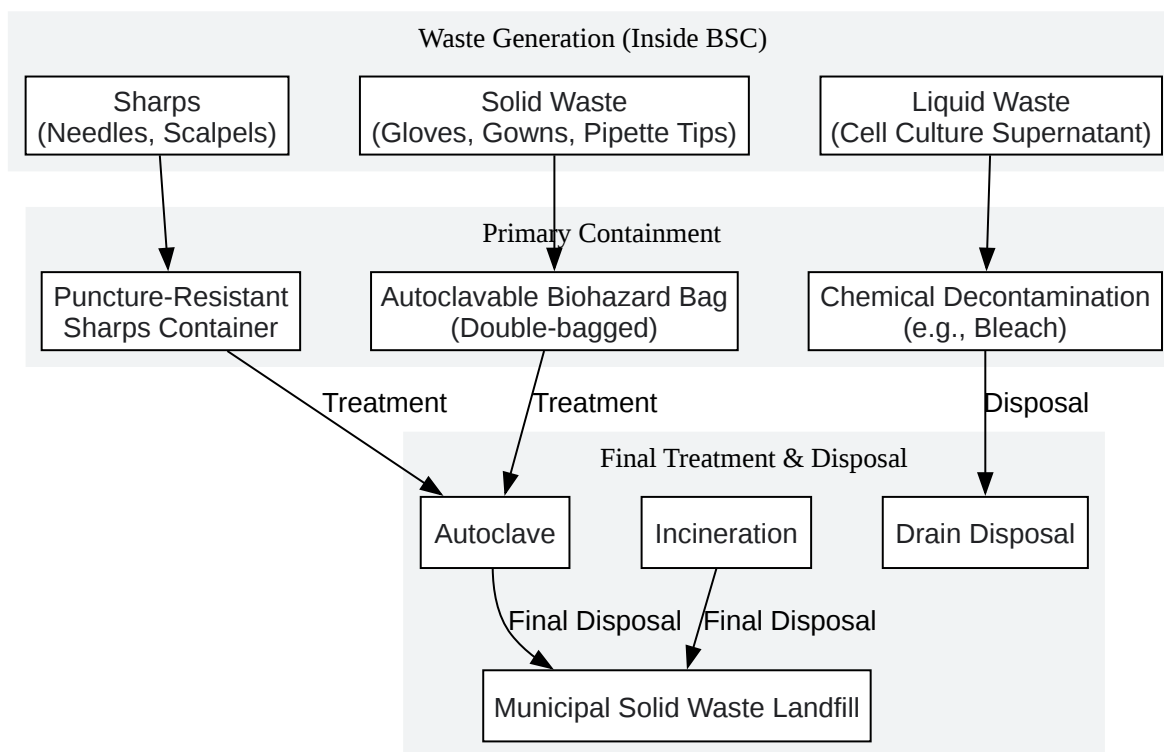 Waste Generation (Inside BSC)
Sharps
(Needles, Scalpels)
Solid Waste
(Gloves, Gowns, Pipette Tips)
Liquid Waste
(Cell Culture Supernatant)
Primary Containment
Puncture-Resistant
Sharps Container
Autoclavable Biohazard Bag
(Double-bagged)
Chemical Decontamination
(e.g., Bleach)
Treatment
Treatment
Disposal
Final Treatment & Disposal
Autoclave
Incineration
Drain Disposal
Final Disposal
Final Disposal
Municipal Solid Waste Landfill